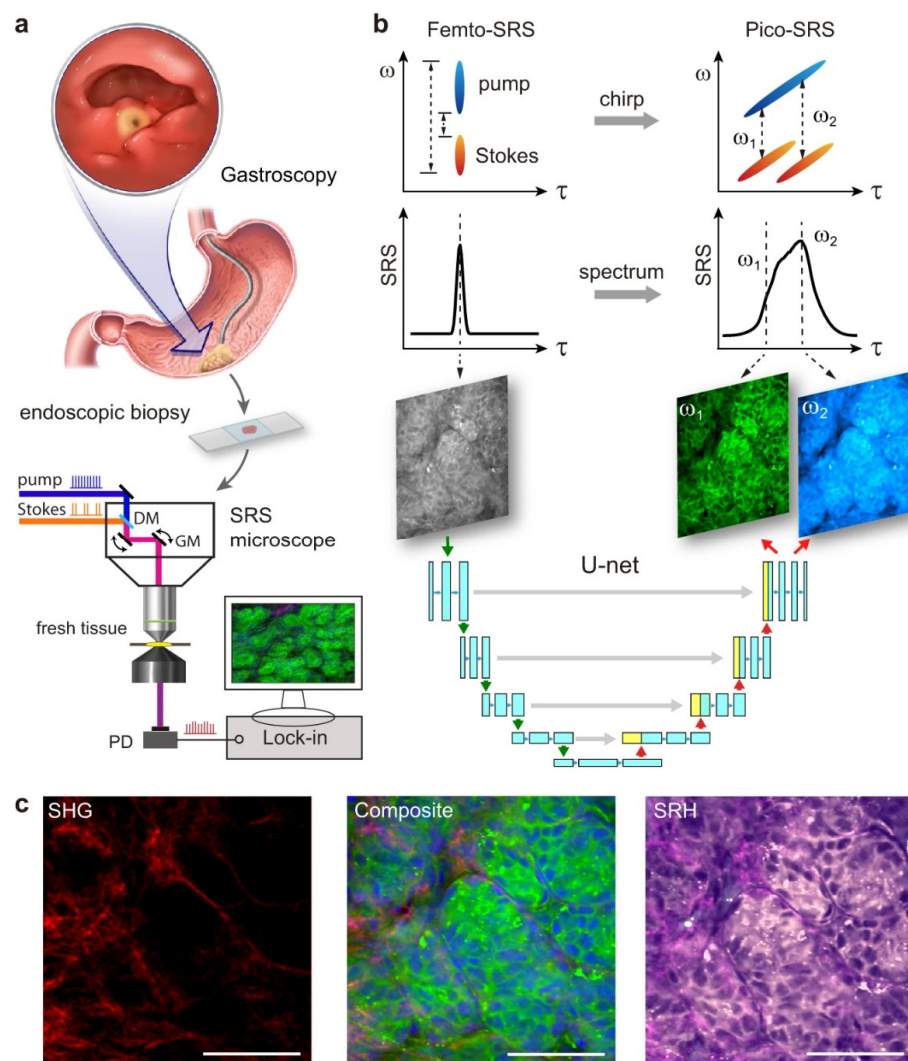 a
Gastroscopy
endoscopic biopsy
pump
Stokes
DM
GM
SRS
microscope
fresh tissue
PD
Lock-in
b
Femto-SRS
Pico-SRS
ω
pump
Stokes
τ
chirp
ω
ω1
ω2
τ
SRS
τ
spectrum
SRS
ω1
ω2
τ
ω1
ω2
U-net
c
SHG
Composite
SRH